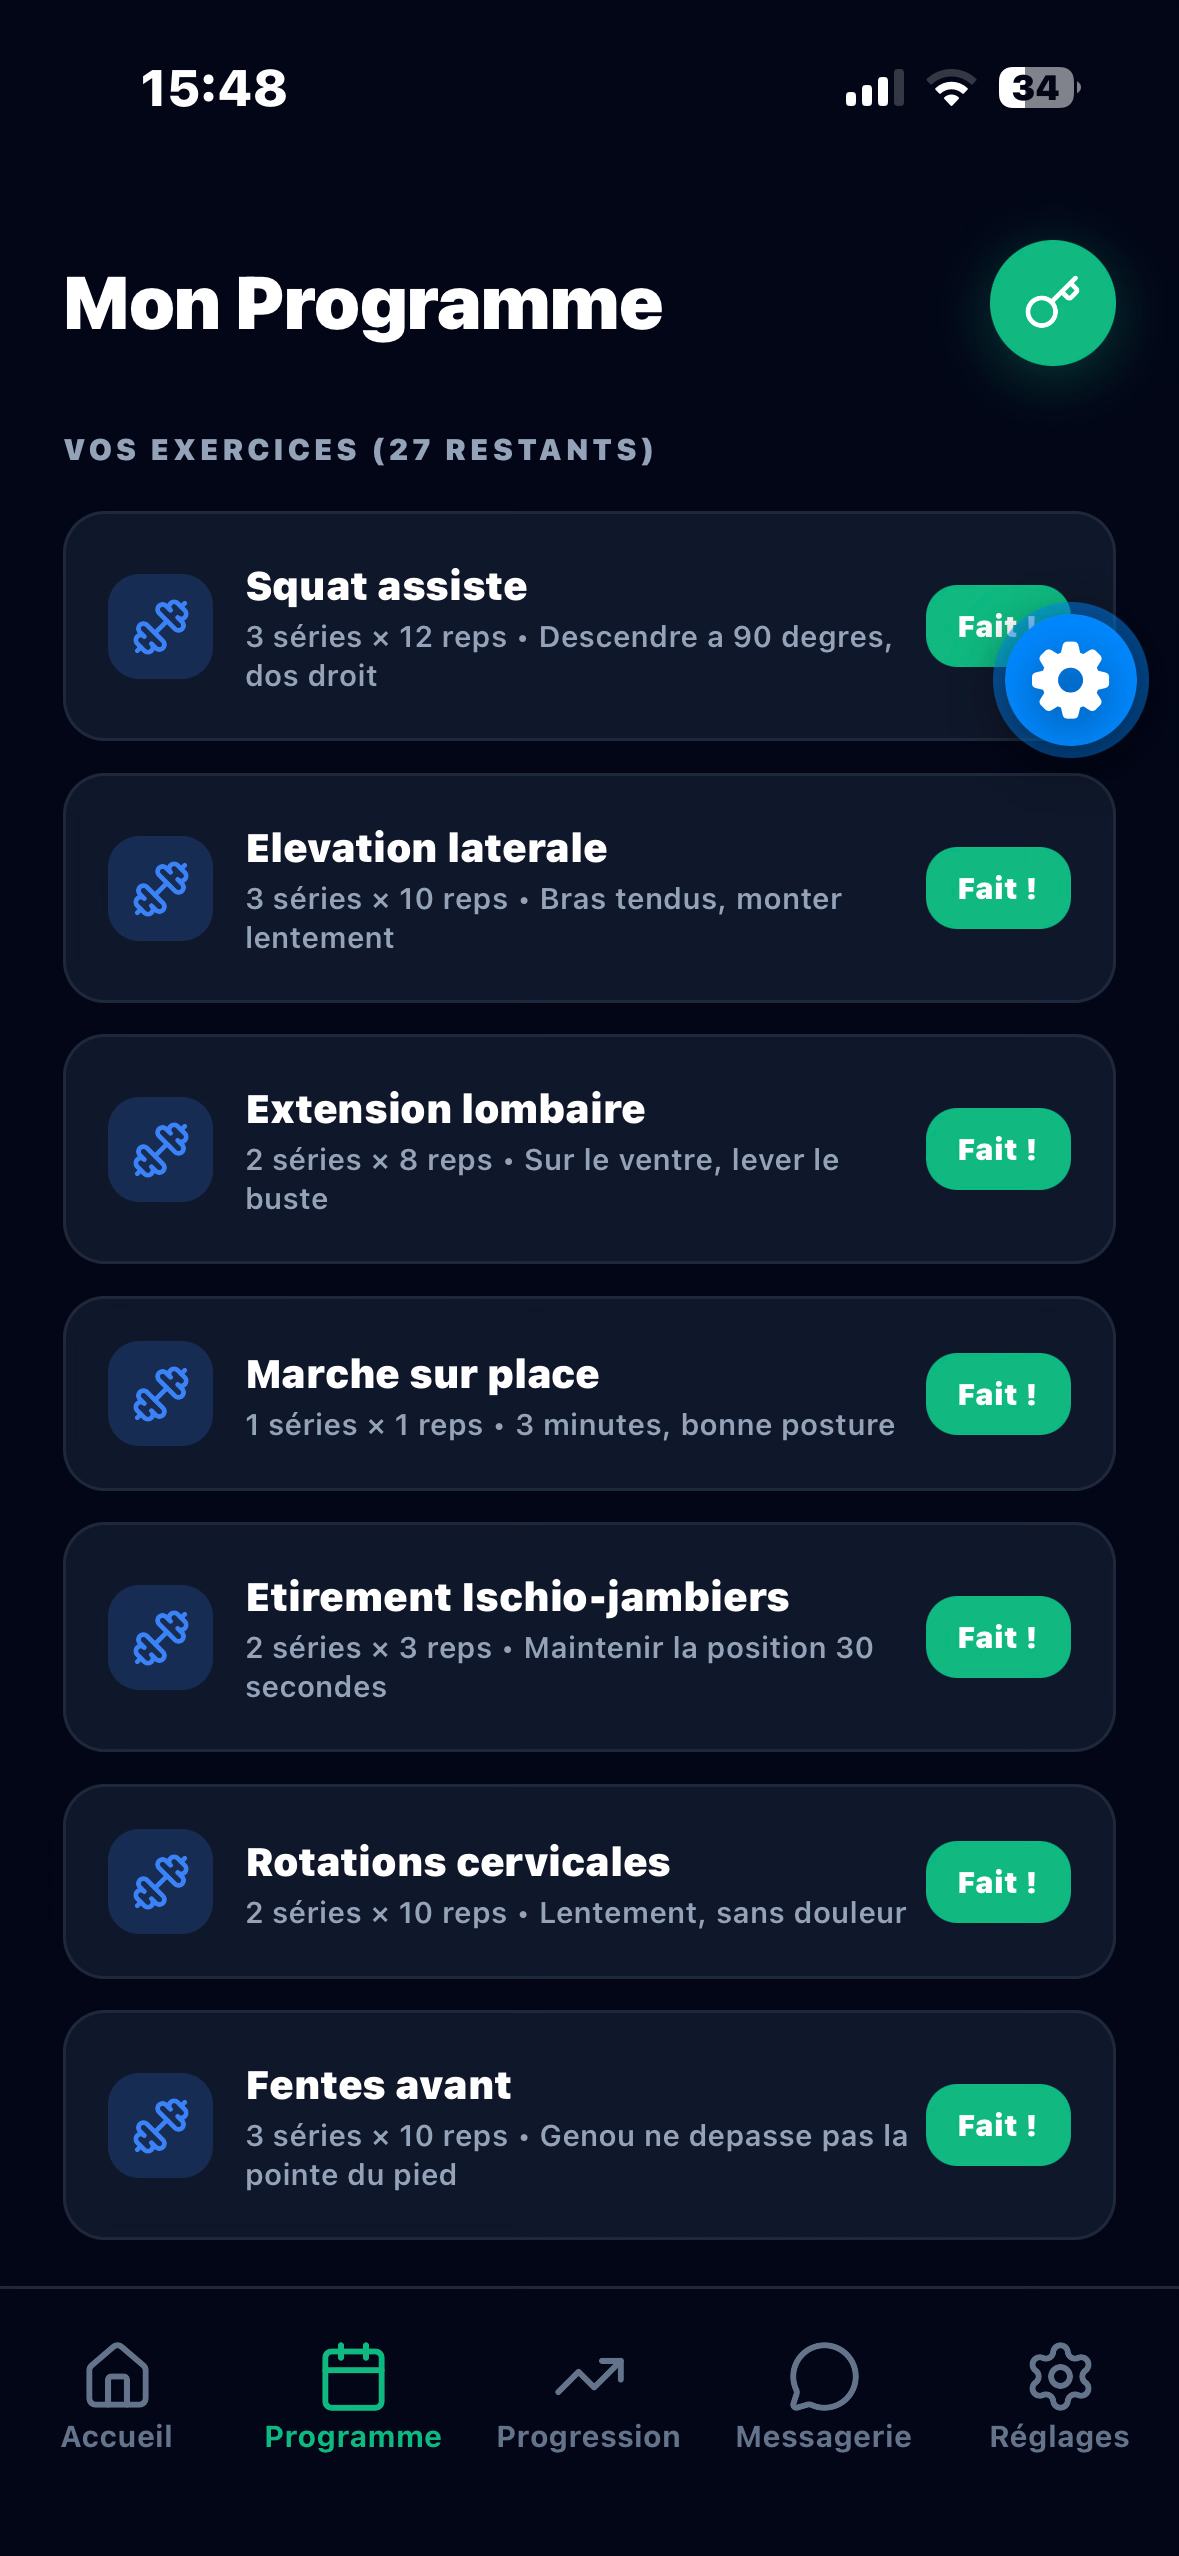 15:48
34
Mon Programme
VOS EXERCICES (27 RESTANTS)
Squat assiste
3 séries × 12 reps • Descendre a 90 degres,
dos droit
Fait !
Elevation laterale
3 séries × 10 reps • Bras tendus, monter
lentement
Fait !
Extension lombaire
2 séries × 8 reps • Sur le ventre, lever le
buste
Fait !
Marche sur place
1 séries × 1 reps • 3 minutes, bonne posture
Fait !
Etirement Ischio-jambiers
2 séries × 3 reps • Maintenir la position 30
secondes
Fait !
Rotations cervicales
2 séries × 10 reps • Lentement, sans douleur
Fait !
Fentes avant
3 séries × 10 reps • Genou ne depasse pas la
pointe du pied
Fait !
Accueil
Programme
Progression
Messagerie
Réglages